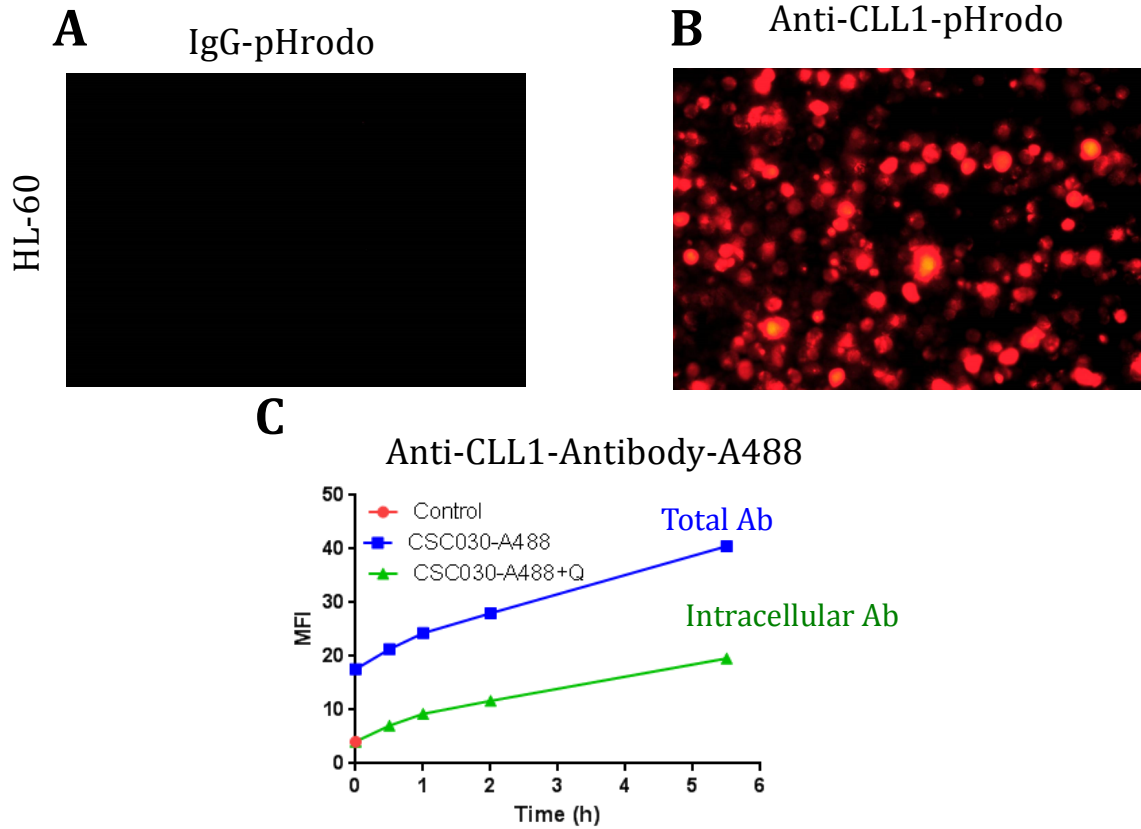 A
IgG-pHrodo
B
Anti-CLL1-pHrodo
HL-60
C
Anti-CLL1-Antibody-A488
50
40
30
20
10
0
MFI
Control
CSC030-A488
CSC030-A488+Q
Total Ab
Intracellular Ab
0 1 2 3 4 5 6
Time (h)